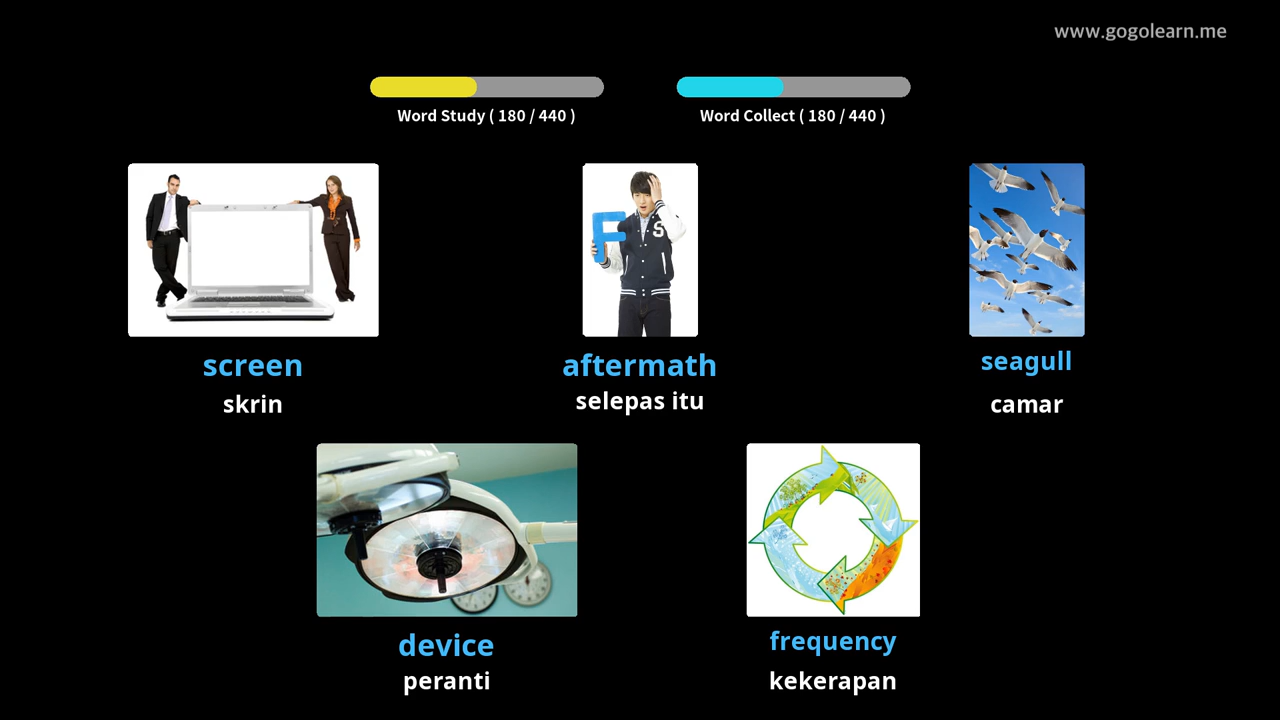 www.gogolearn.me
Word Study ( 180 / 440 )
Word Collect ( 180 / 440 )
F
S
screen
aftermath
seagull
skrin
selepas itu
camar
device
frequency
peranti
kekerapan